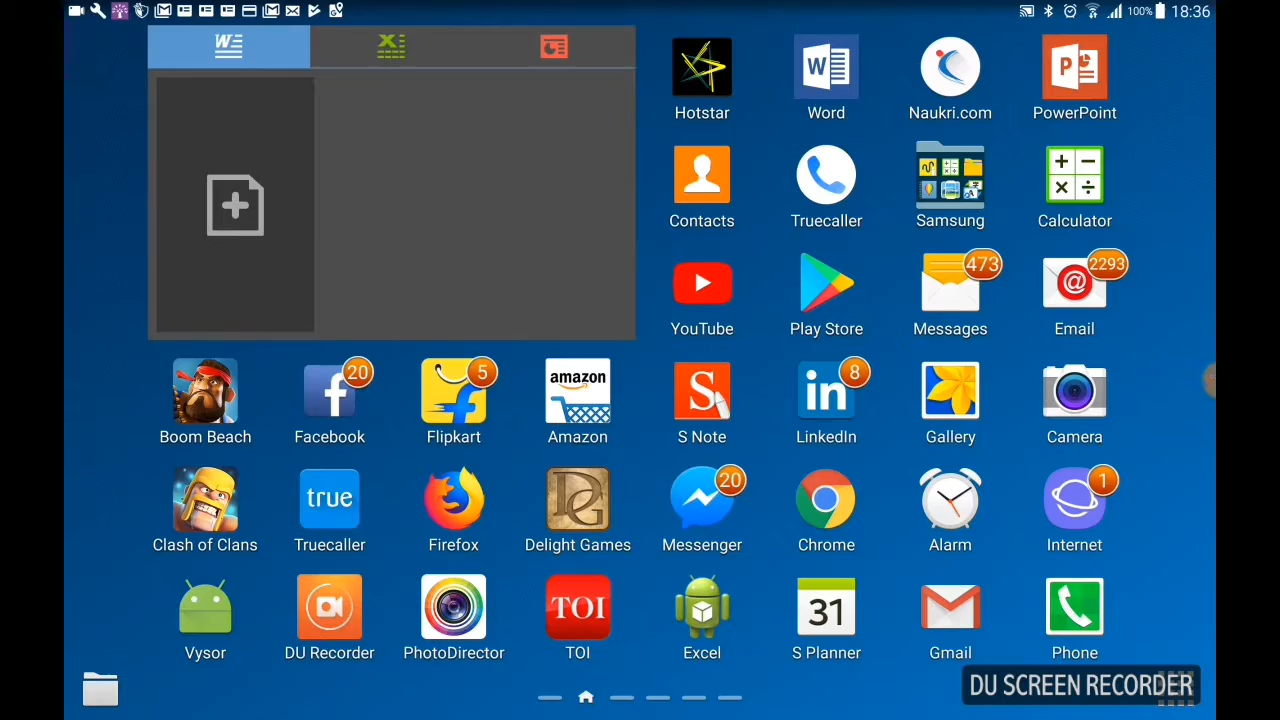 100% 18:36
W X
Hotstar Word Naukri.com PowerPoint
Contacts Truecaller Samsung Calculator
473 2293
YouTube Play Store Messages Email
20 5 amazon S in 8
Boom Beach Facebook Flipkart Amazon S Note LinkedIn Gallery Camera
true DG 20 1
Clash of Clans Truecaller Firefox Delight Games Messenger Chrome Alarm Internet
TOI 31
Vysor DU Recorder PhotoDirector TOI Excel S Planner Gmail Phone
DU SCREEN RECORDER